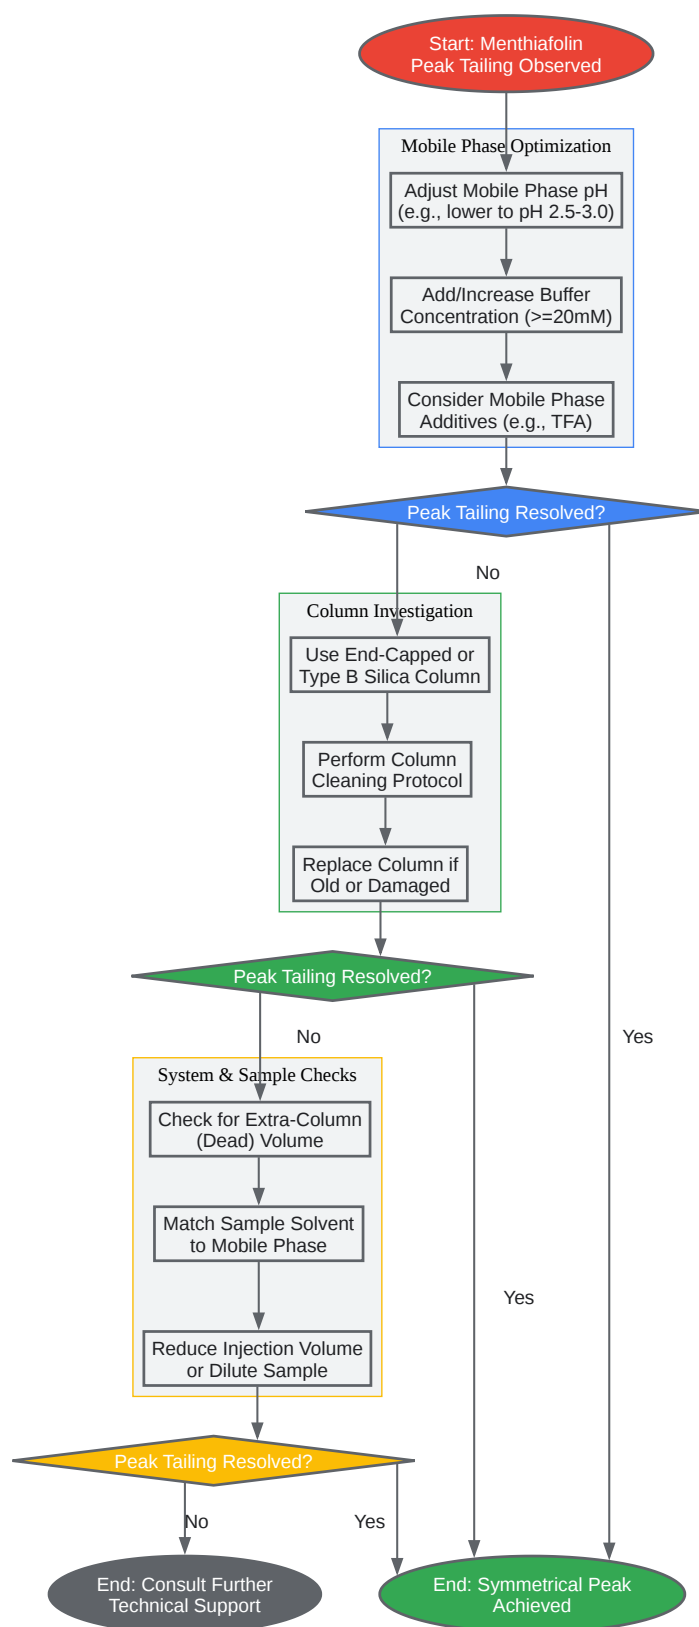 Start: Menthiafolin
Peak Tailing Observed
Mobile Phase Optimization
Adjust Mobile Phase pH
(e.g., lower to pH 2.5-3.0)
Add/Increase Buffer
Concentration (>=20mM)
Consider Mobile Phase
Additives (e.g., TFA)
Peak Tailing Resolved?
No
Column Investigation
Use End-Capped or
Type B Silica Column
Perform Column
Cleaning Protocol
Replace Column if
Old or Damaged
Peak Tailing Resolved?
No
Yes
System & Sample Checks
Check for Extra-Column
(Dead) Volume
Match Sample Solvent
to Mobile Phase
Yes
Reduce Injection Volume
or Dilute Sample
Peak Tailing Resolved?
No
Yes
End: Consult Further
Technical Support
End: Symmetrical Peak
Achieved